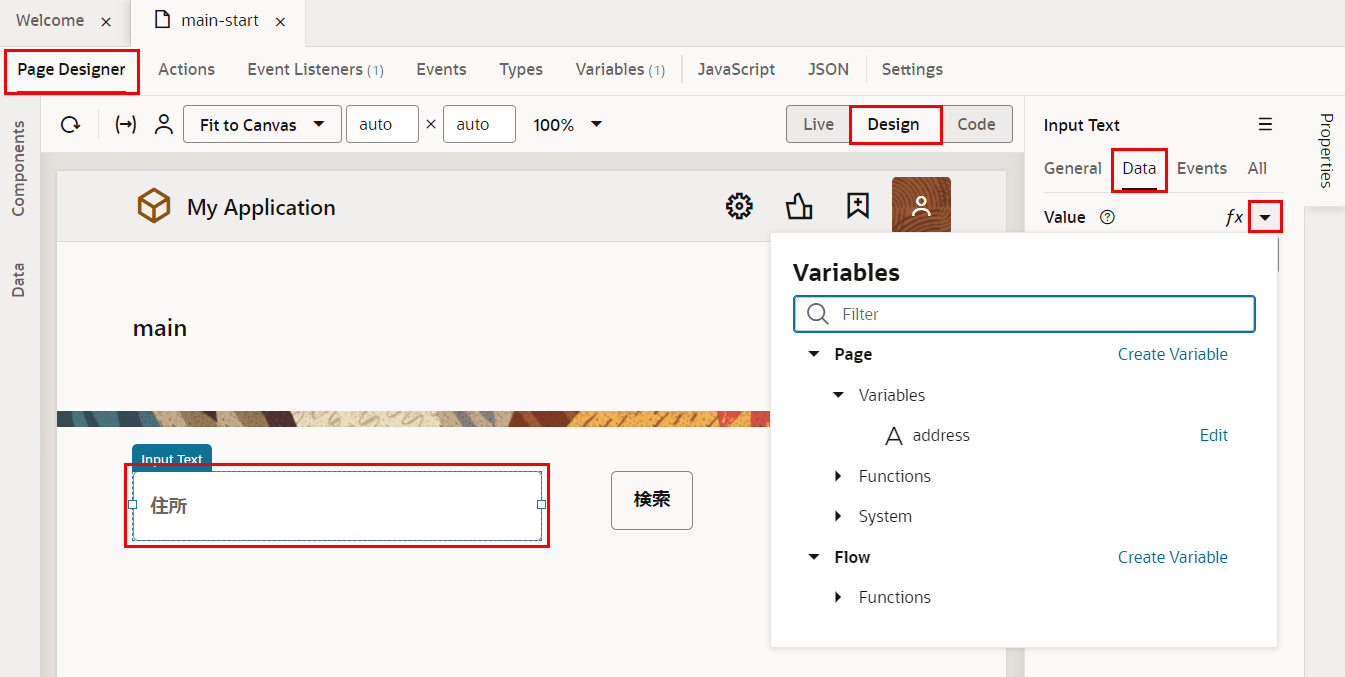 Welcome × main-start ×
Page Designer Actions Event Listeners (1) Events Types Variables (1) JavaScript JSON Settings
Components
Data
Fit to Canvas auto × auto 100% Live Design Code
My Application
main
Input Text
住所
検索
Input Text
General Data Events All
Value fx
Properties
Variables
Filter
Page Create Variable
Variables
address Edit
Functions
System
Flow Create Variable
Functions